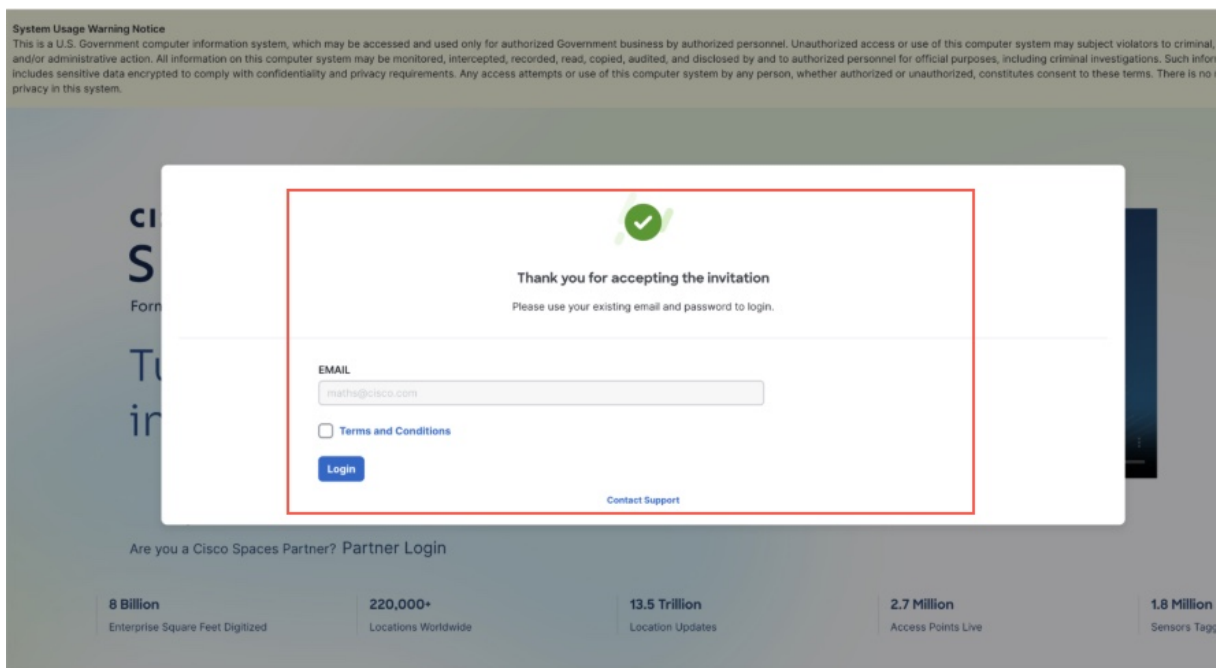 System Usage Warning Notice
This is a U.S. Government computer information system, which may be accessed and used only for authorized Government business by authorized personnel. Unauthorized access or use of this computer system may subject violators to criminal,
and/or administrative action. All information on this computer system may be monitored, intercepted, recorded, read, copied, audited, and disclosed by and to authorized personnel for official purposes, including criminal investigations. Such infor
includes sensitive data encrypted to comply with confidentiality and privacy requirements. Any access attempts or use of this computer system by any person, whether authorized or unauthorized, constitutes consent to these terms. There is no
privacy in this system.
CI
S
Forn
Thank you for accepting the invitation
Please use your existing email and password to login.
Tu
in
EMAIL
maths@cisco.com
Terms and Conditions
Login
Contact Support
Are you a Cisco Spaces Partner? Partner Login
8 Billion 220,000+ 13.5 Trillion 2.7 Million 1.8 Million
Enterprise Square Feet Digitized Locations Worldwide Location Updates Access Points Live Sensors Tagg